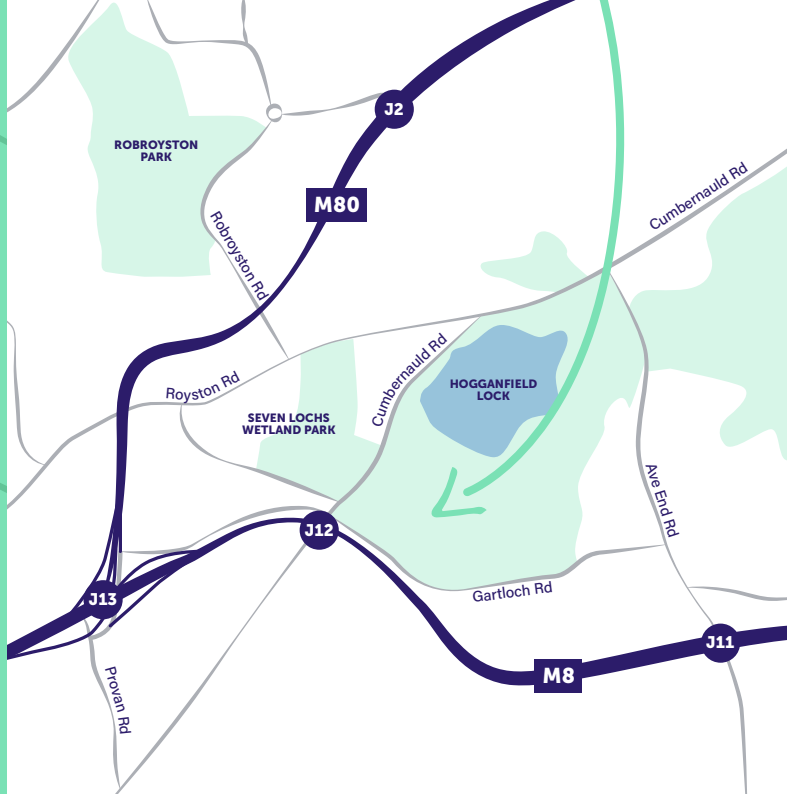 J2
ROBROYSTON
PARK
M80
Cumbernauld Rd
Robroyston Rd
Cumbernauld Rd
HOGGANFIELD
LOCK
Royston Rd
SEVEN LOCHS
WETLAND PARK
Ave End Rd
J12
Gartloch Rd
J13
J11
M8
Provan Rd